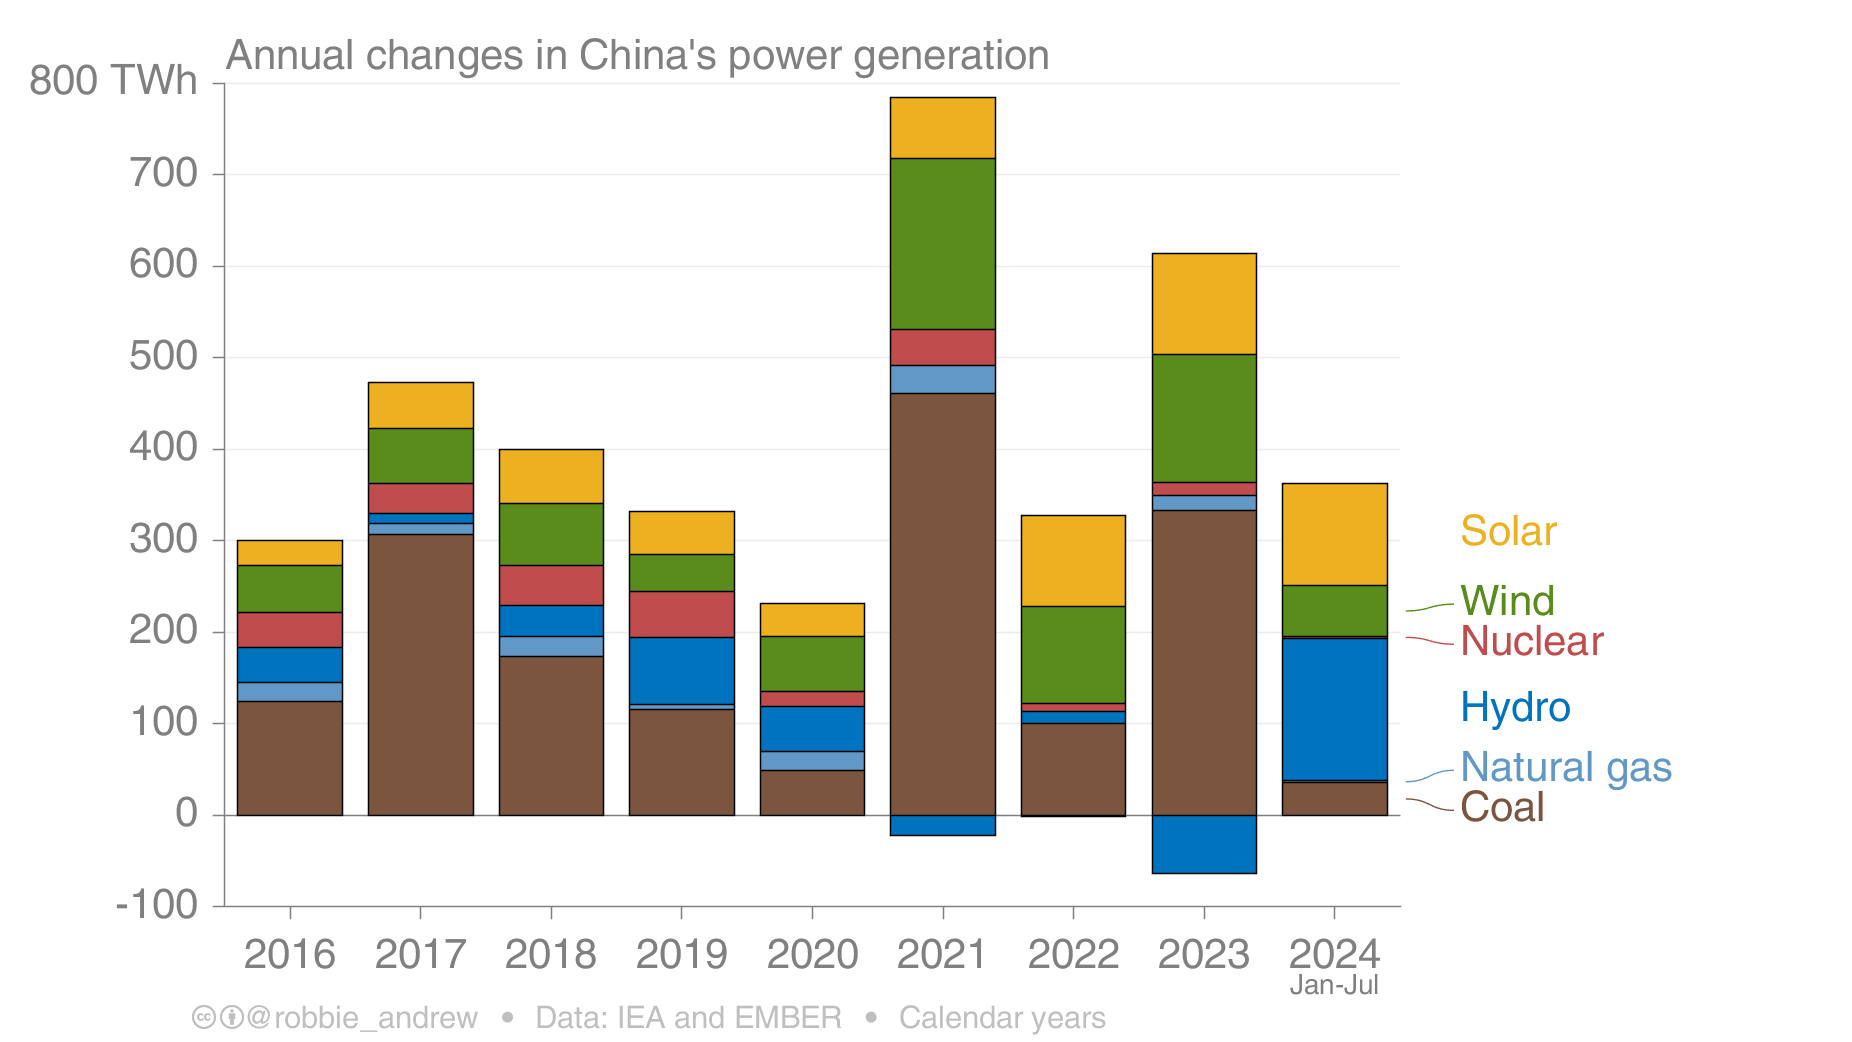 Annual changes in China's power generation
800 TWh
700
600
500
400
300
200
100
0
-100
Solar
Wind
Nuclear
Hydro
Natural gas
Coal
2016 2017 2018 2019 2020 2021 2022 2023 2024
Jan-Jul
cc @robbie_andrew • Data: IEA and EMBER • Calendar years